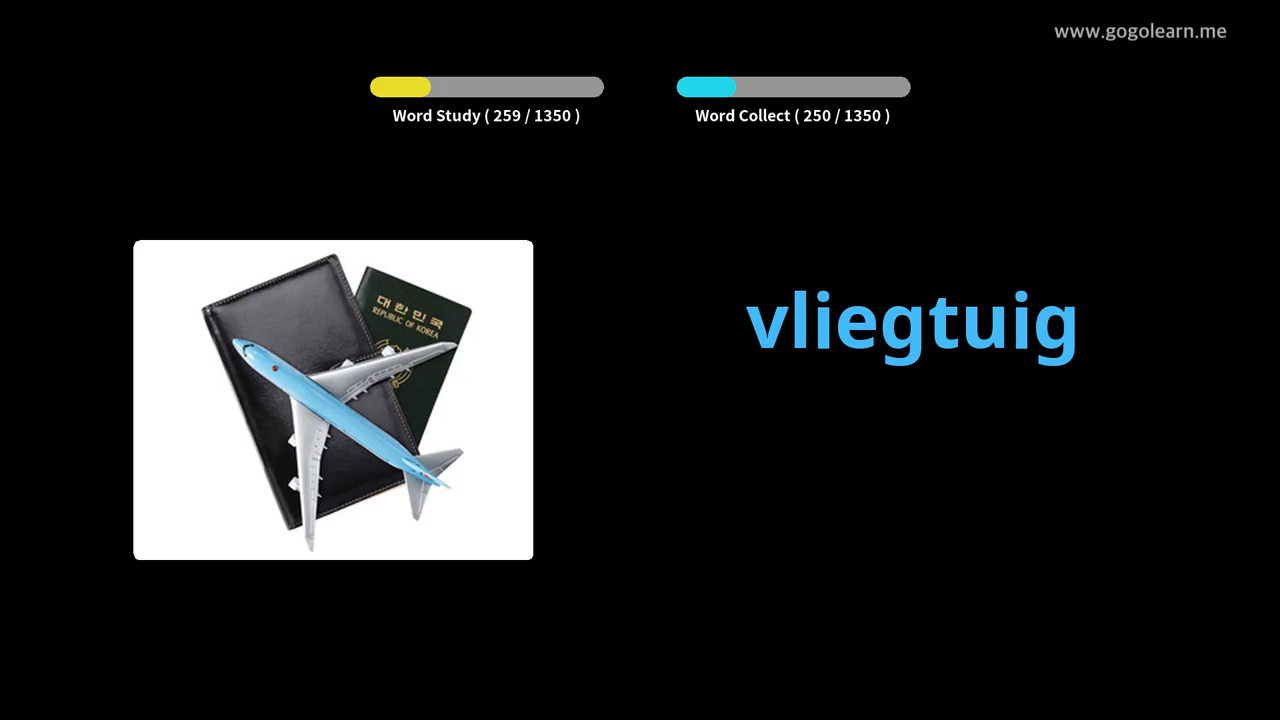 www.gogolearn.me
Word Study ( 259 / 1350 )
Word Collect ( 250 / 1350 )
vliegtuig
대한민국
REPUBLIC OF KOREA